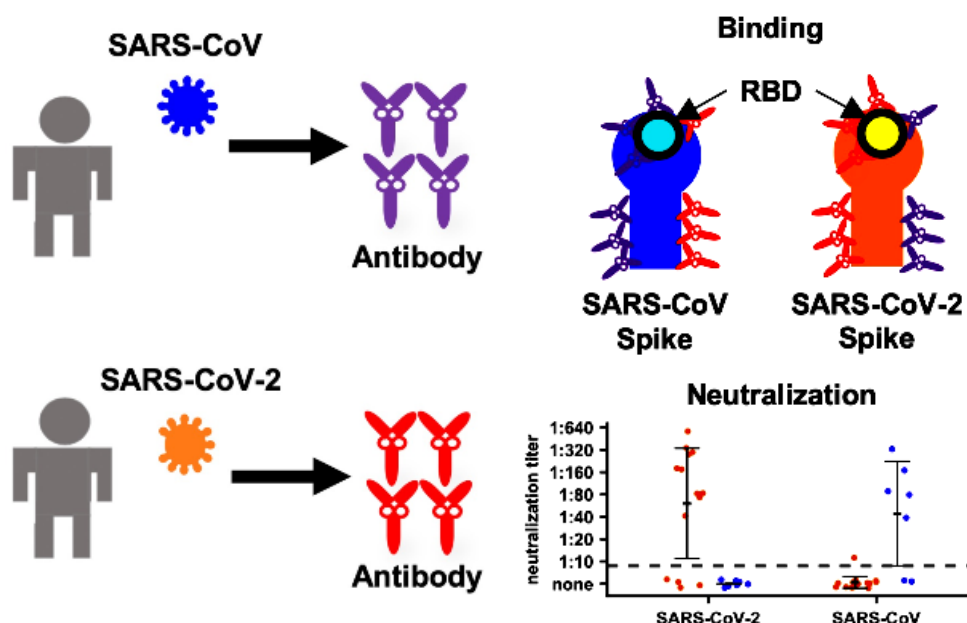 SARS-CoV
Antibody
SARS-CoV-2
Antibody
Binding
RBD
SARS-CoV
Spike
SARS-CoV-2
Spike
Neutralization
neutralization titer
1:640
1:320
1:160
1:80
1:40
1:20
1:10
none
SARS-CoV-2
SARS-CoV